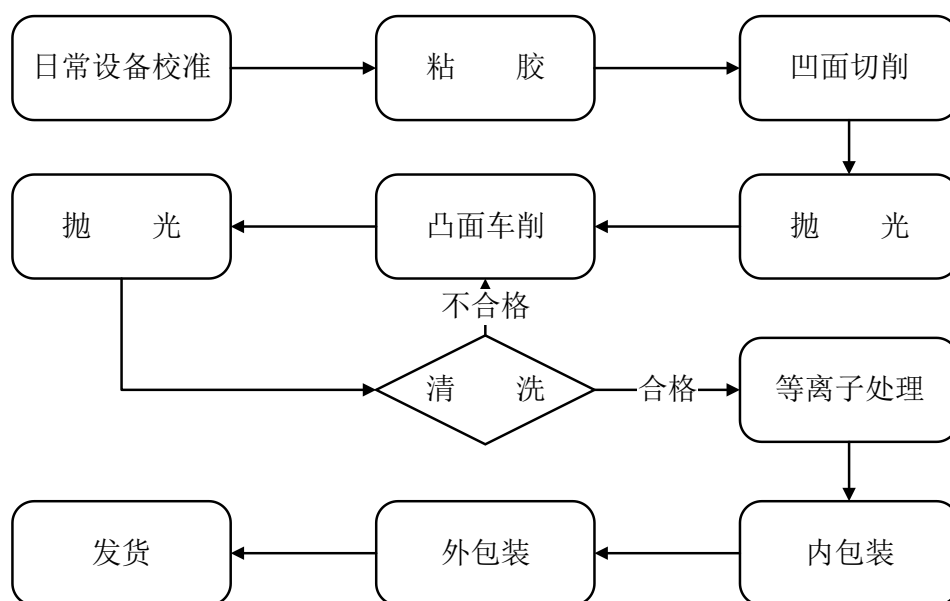 日常设备校准
粘 胶
凹面切削
抛 光
凸面车削
抛 光
不合格
清 洗
合格
等离子处理
发货
外包装
内包装